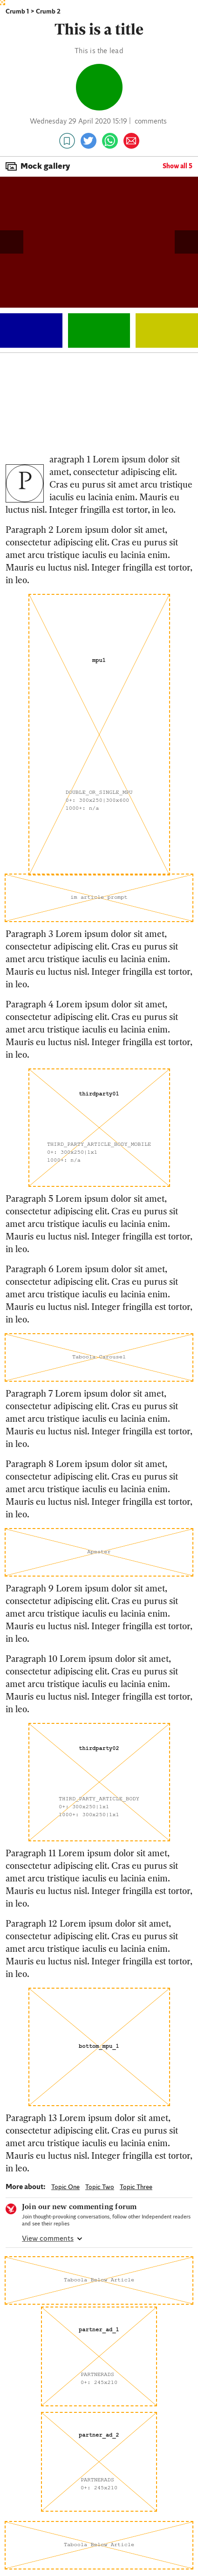 Crumb 1 > Crumb 2
This is a title
This is the lead
Wednesday 29 April 2020 15:19 | comments
Mock gallery
Show all 5
Paragraph 1 Lorem ipsum dolor sit
amet, consectetur adipiscing elit.
Cras eu purus sit amet arcu tristique
iaculis eu lacinia enim. Mauris eu
luctus nisl. Integer fringilla est tortor, in leo.
Paragraph 2 Lorem ipsum dolor sit amet,
consectetur adipiscing elit. Cras eu purus sit
amet arcu tristique iaculis eu lacinia enim.
Mauris eu luctus nisl. Integer fringilla est tortor,
in leo.
mpu1
DOUBLE_OR_SINGLE_MPU
0+: 300x250|300x600
1000+: n/a
in article prompt
Paragraph 3 Lorem ipsum dolor sit amet,
consectetur adipiscing elit. Cras eu purus sit
amet arcu tristique iaculis eu lacinia enim.
Mauris eu luctus nisl. Integer fringilla est tortor,
in leo.
Paragraph 4 Lorem ipsum dolor sit amet,
consectetur adipiscing elit. Cras eu purus sit
amet arcu tristique iaculis eu lacinia enim.
Mauris eu luctus nisl. Integer fringilla est tortor,
in leo.
thirdparty01
THIRD_PARTY_ARTICLE_BODY_MOBILE
0+: 300x250|1x1
1000+: n/a
Paragraph 5 Lorem ipsum dolor sit amet,
consectetur adipiscing elit. Cras eu purus sit
amet arcu tristique iaculis eu lacinia enim.
Mauris eu luctus nisl. Integer fringilla est tortor,
in leo.
Paragraph 6 Lorem ipsum dolor sit amet,
consectetur adipiscing elit. Cras eu purus sit
amet arcu tristique iaculis eu lacinia enim.
Mauris eu luctus nisl. Integer fringilla est tortor,
in leo.
Taboola Carousel
Paragraph 7 Lorem ipsum dolor sit amet,
consectetur adipiscing elit. Cras eu purus sit
amet arcu tristique iaculis eu lacinia enim.
Mauris eu luctus nisl. Integer fringilla est tortor,
in leo.
Paragraph 8 Lorem ipsum dolor sit amet,
consectetur adipiscing elit. Cras eu purus sit
amet arcu tristique iaculis eu lacinia enim.
Mauris eu luctus nisl. Integer fringilla est tortor,
in leo.
Apester
Paragraph 9 Lorem ipsum dolor sit amet,
consectetur adipiscing elit. Cras eu purus sit
amet arcu tristique iaculis eu lacinia enim.
Mauris eu luctus nisl. Integer fringilla est tortor,
in leo.
Paragraph 10 Lorem ipsum dolor sit amet,
consectetur adipiscing elit. Cras eu purus sit
amet arcu tristique iaculis eu lacinia enim.
Mauris eu luctus nisl. Integer fringilla est tortor,
in leo.
thirdparty02
THIRD_PARTY_ARTICLE_BODY
0+: 300x250|1x1
1000+: 300x250|1x1
Paragraph 11 Lorem ipsum dolor sit amet,
consectetur adipiscing elit. Cras eu purus sit
amet arcu tristique iaculis eu lacinia enim.
Mauris eu luctus nisl. Integer fringilla est tortor,
in leo.
Paragraph 12 Lorem ipsum dolor sit amet,
consectetur adipiscing elit. Cras eu purus sit
amet arcu tristique iaculis eu lacinia enim.
Mauris eu luctus nisl. Integer fringilla est tortor,
in leo.
bottom_mpu_1
Paragraph 13 Lorem ipsum dolor sit amet,
consectetur adipiscing elit. Cras eu purus sit
amet arcu tristique iaculis eu lacinia enim.
Mauris eu luctus nisl. Integer fringilla est tortor,
in leo.
More about: Topic One Topic Two Topic Three
Join our new commenting forum
Join thought-provoking conversations, follow other Independent readers
and see their replies
View comments
Taboola Below Article
partner_ad_1
PARTNERADS
0+: 245x210
partner_ad_2
PARTNERADS
0+: 245x210
Taboola Below Article